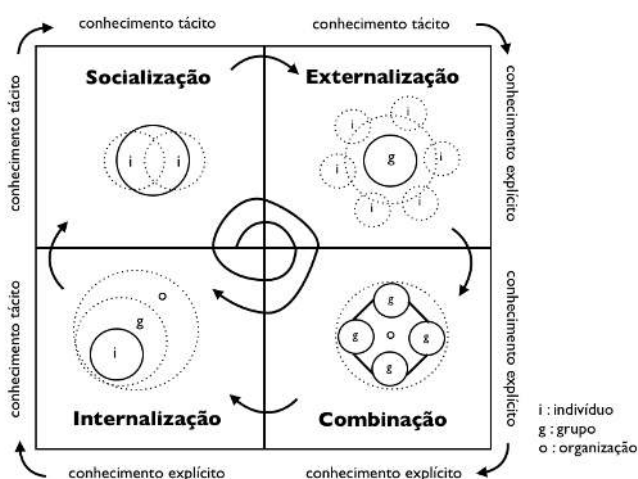 conhecimento tácito
conhecimento tácito
Socialização
Externalização
conhecimento tácito
conhecimento explícito
i
i
i
i
i
i
i
i
g
conhecimento tácito
conhecimento explícito
o
g
i
g
g
o
g
g
Internalização
Combinação
i : indivíduo
g : grupo
o : organização
conhecimento explícito
conhecimento explícito